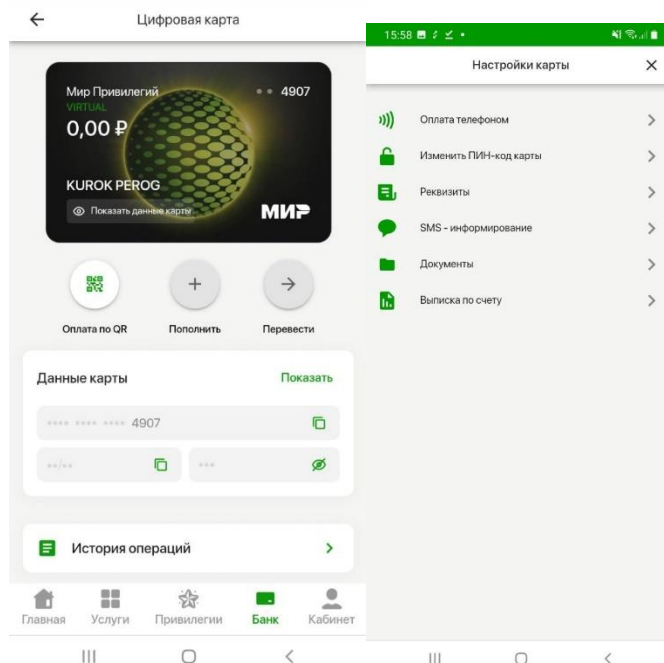 Цифровая карта
Мир Привилегий
•• 4907
VIRTUAL
0,00 ₽
KUROK PEROG
Показать данные карты
МИР
Оплата по QR
Пополнить
Перевести
Данные карты
Показать
•••• •••• •••• 4907
••/••
•••
История операций
Главная
Услуги
Привилегии
Банк
Кабинет
15:58
Настройки карты
Оплата телефоном
Изменить ПИН-код карты
Реквизиты
SMS - информирование
Документы
Выписка по счету